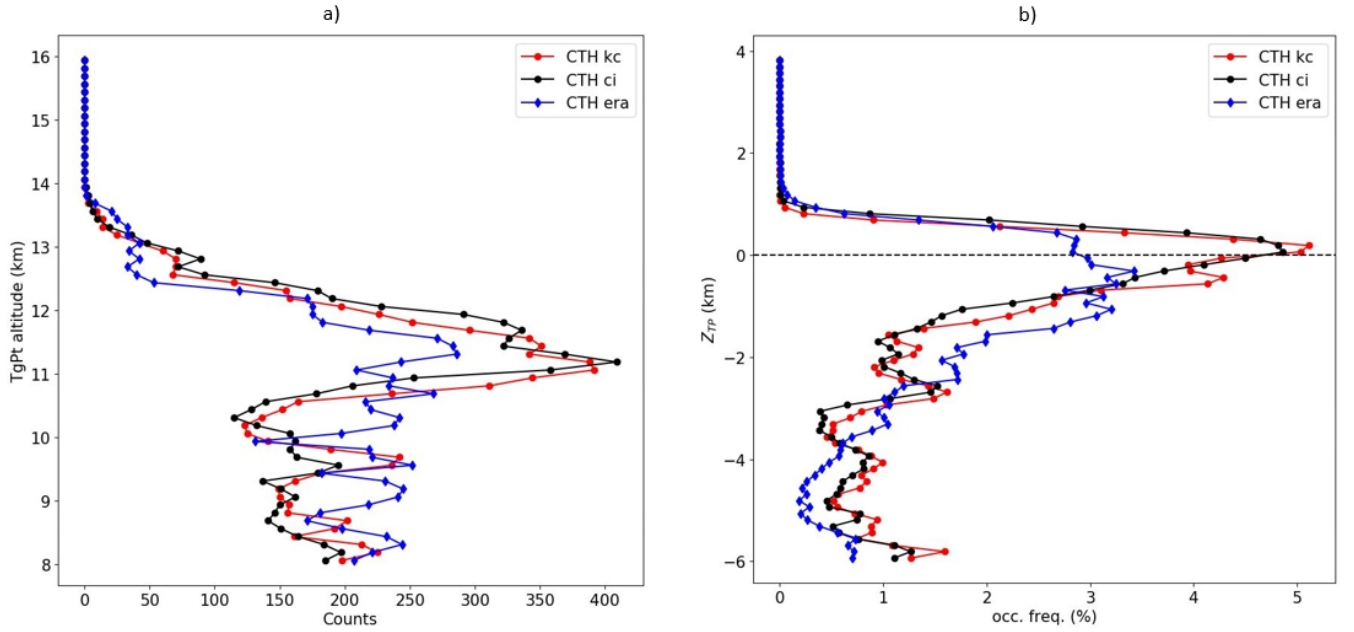 a)
16
15
14
13
12
11
10
9
8
TgPt altitude (km)
0 50 100 150 200 250 300 350 400
Counts
CTH kc
CTH ci
CTH era
b)
4
2
0
−2
−4
−6
Z_TP (km)
0 1 2 3 4 5
occ. freq. (%)
CTH kc
CTH ci
CTH era